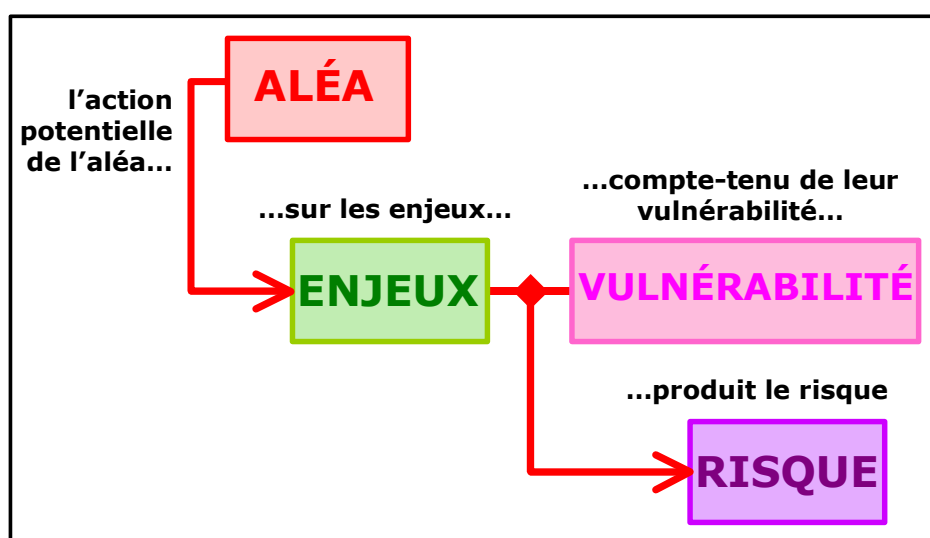 ALÉA
l'action
potentielle
de l'aléa...
...sur les enjeux...
ENJEUX
...compte-tenu de leur
vulnérabilité...
VULNÉRABILITÉ
...produit le risque
RISQUE